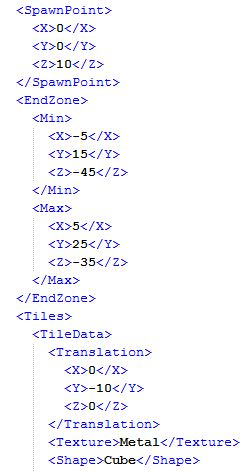 <SpawnPoint>
<X>0</X>
<Y>0</Y>
<Z>10</Z>
</SpawnPoint>
<EndZone>
<Min>
<X>-5</X>
<Y>15</Y>
<Z>-45</Z>
</Min>
<Max>
<X>5</X>
<Y>25</Y>
<Z>-35</Z>
</Max>
</EndZone>
<Tiles>
<TileData>
<Translation>
<X>0</X>
<Y>-10</Y>
<Z>0</Z>
</Translation>
<Texture>Metal</Texture>
<Shape>Cube</Shape>